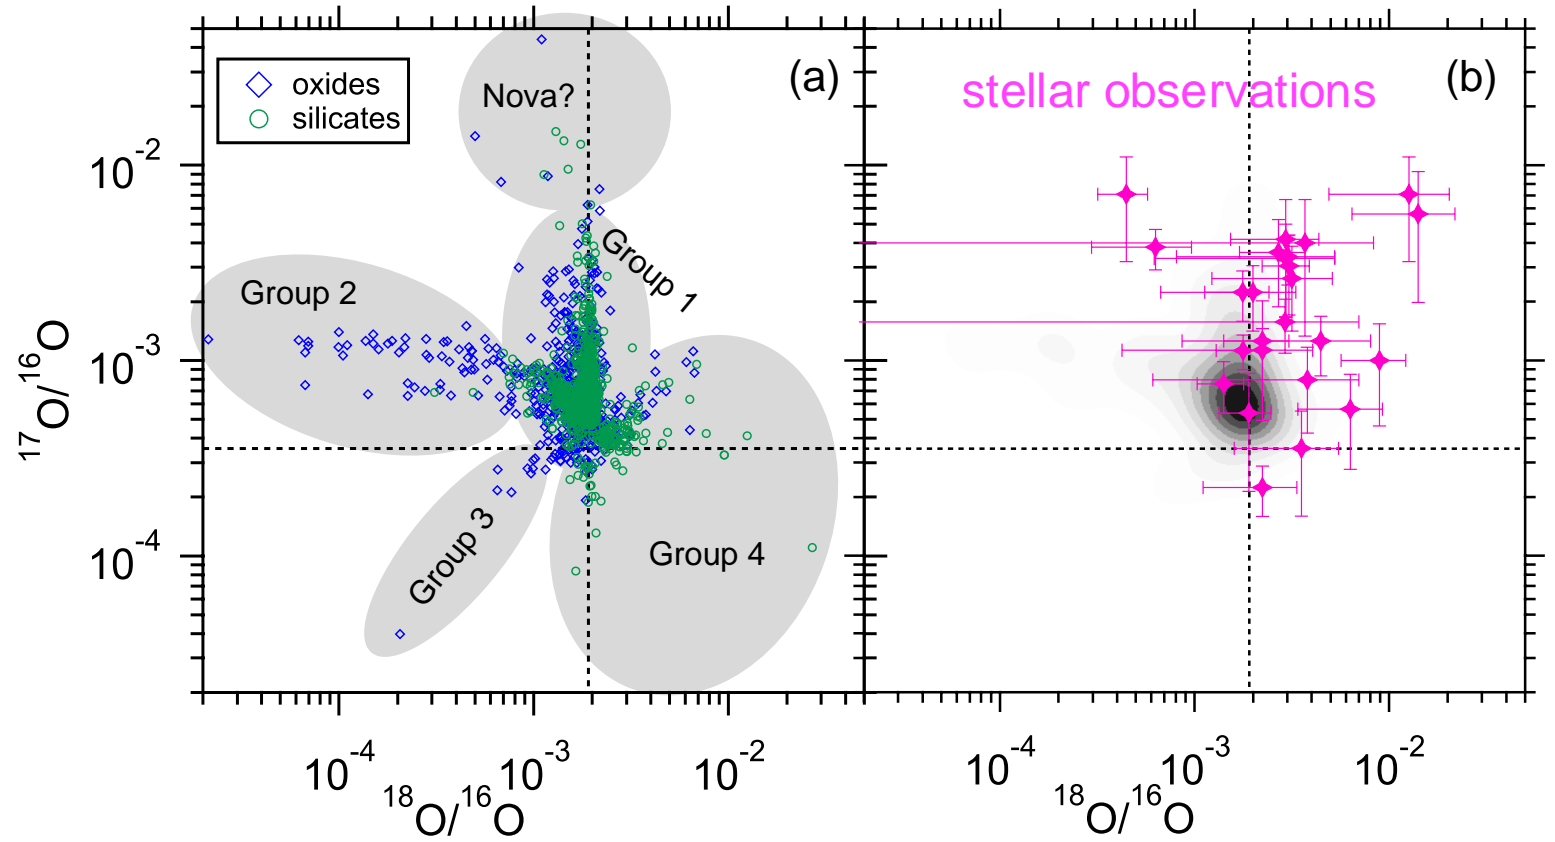 oxides
silicates
(a)
Nova?
Group 1
Group 2
Group 3
Group 4
10-2
10-3
10-4
17O/16O
10-4
10-3
10-2
18O/16O
stellar observations
(b)
10-4
10-3
10-2
18O/16O